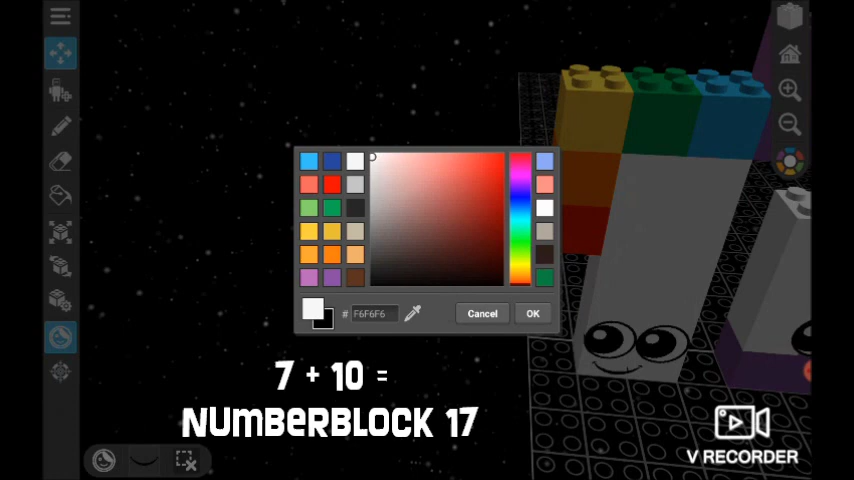 # F6F6F6
Cancel
OK
7 + 10 =
NUMBERBLOCK 17
V RECORDER